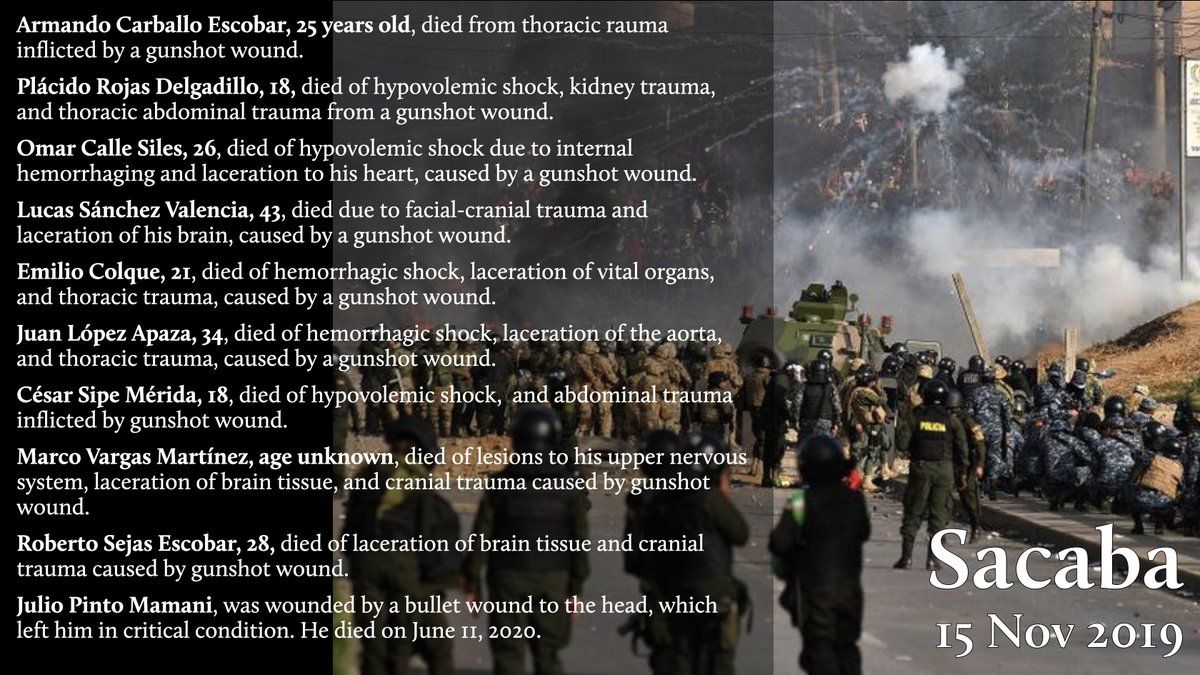 Armando Carballo Escobar, 25 years old, died from thoracic rauma
inflicted by a gunshot wound.
Plácido Rojas Delgadillo, 18, died of hypovolemic shock, kidney trauma,
and thoracic abdominal trauma from a gunshot wound.
Omar Calle Siles, 26, died of hypovolemic shock due to internal
hemorrhaging and laceration to his heart, caused by a gunshot wound.
Lucas Sánchez Valencia, 43, died due to facial-cranial trauma and
laceration of his brain, caused by a gunshot wound.
Emilio Colque, 21, died of hemorrhagic shock, laceration of vital organs,
and thoracic trauma, caused by a gunshot wound.
Juan López Apaza, 34, died of hemorrhagic shock, laceration of the aorta,
and thoracic trauma, caused by a gunshot wound.
César Sipe Mérida, 18, died of hypovolemic shock,  and abdominal trauma
inflicted by gunshot wound.
Marco Vargas Martínez, age unknown, died of lesions to his upper nervous
system, laceration of brain tissue, and cranial trauma caused by gunshot
wound.
Roberto Sejas Escobar, 28, died of laceration of brain tissue and cranial
trauma caused by gunshot wound.
Julio Pinto Mamani, was wounded by a bullet wound to the head, which
left him in critical condition. He died on June 11, 2020.
POLICIA
Sacaba
15 Nov 2019